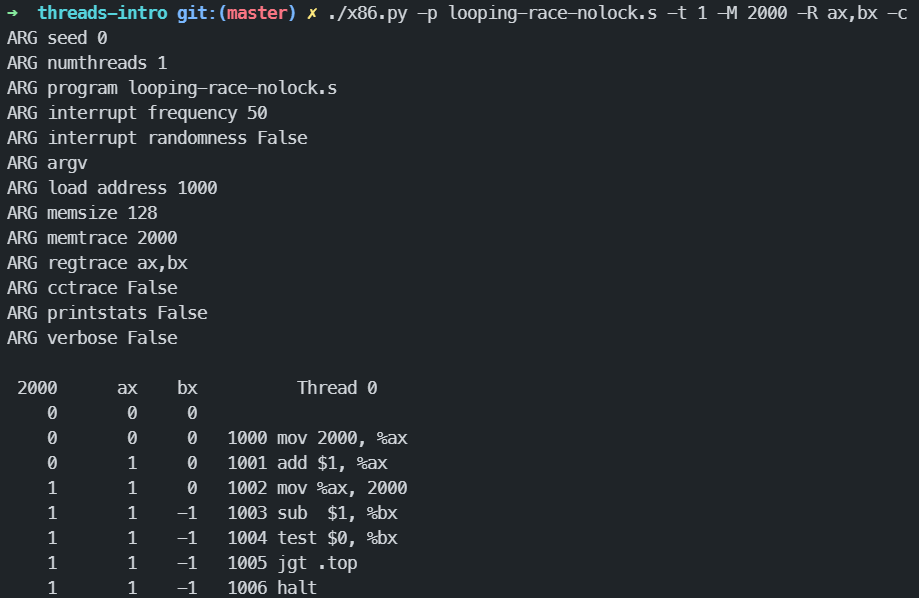 → threads-intro git:(master) ✗ ./x86.py -p looping-race-nolock.s -t 1 -M 2000 -R ax,bx -c
ARG seed 0
ARG numthreads 1
ARG program looping-race-nolock.s
ARG interrupt frequency 50
ARG interrupt randomness False
ARG argv
ARG load address 1000
ARG memsize 128
ARG memtrace 2000
ARG regtrace ax,bx
ARG cctrace False
ARG printstats False
ARG verbose False
 2000      ax    bx          Thread 0
    0       0     0
    0       0     0   1000 mov 2000, %ax
    0       1     0   1001 add $1, %ax
    1       1     0   1002 mov %ax, 2000
    1       1    -1   1003 sub  $1, %bx
    1       1    -1   1004 test $0, %bx
    1       1    -1   1005 jgt .top
    1       1    -1   1006 halt